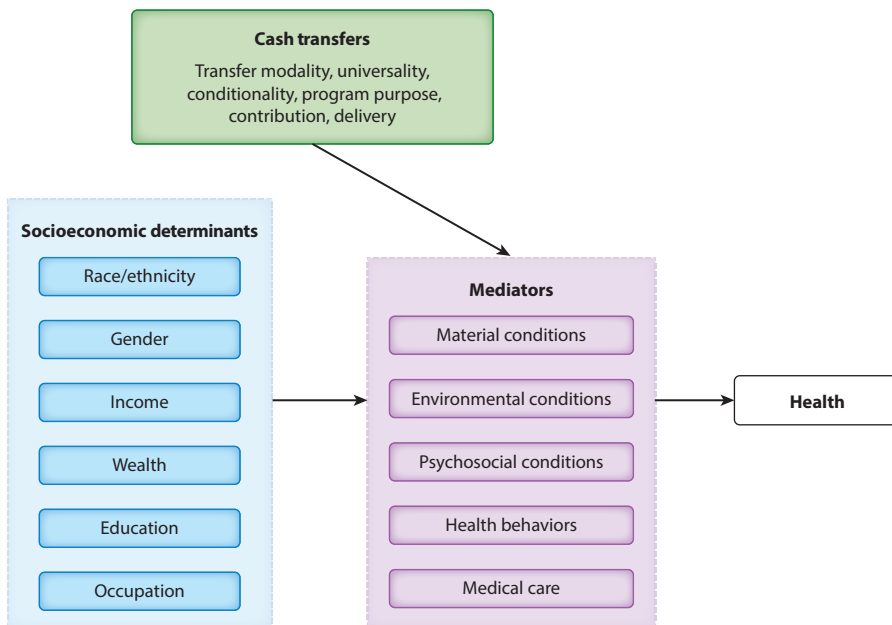 Cash transfers
Transfer modality, universality,
conditionality, program purpose,
contribution, delivery
Socioeconomic determinants
Race/ethnicity
Gender
Income
Wealth
Education
Occupation
Mediators
Material conditions
Environmental conditions
Psychosocial conditions
Health behaviors
Medical care
Health